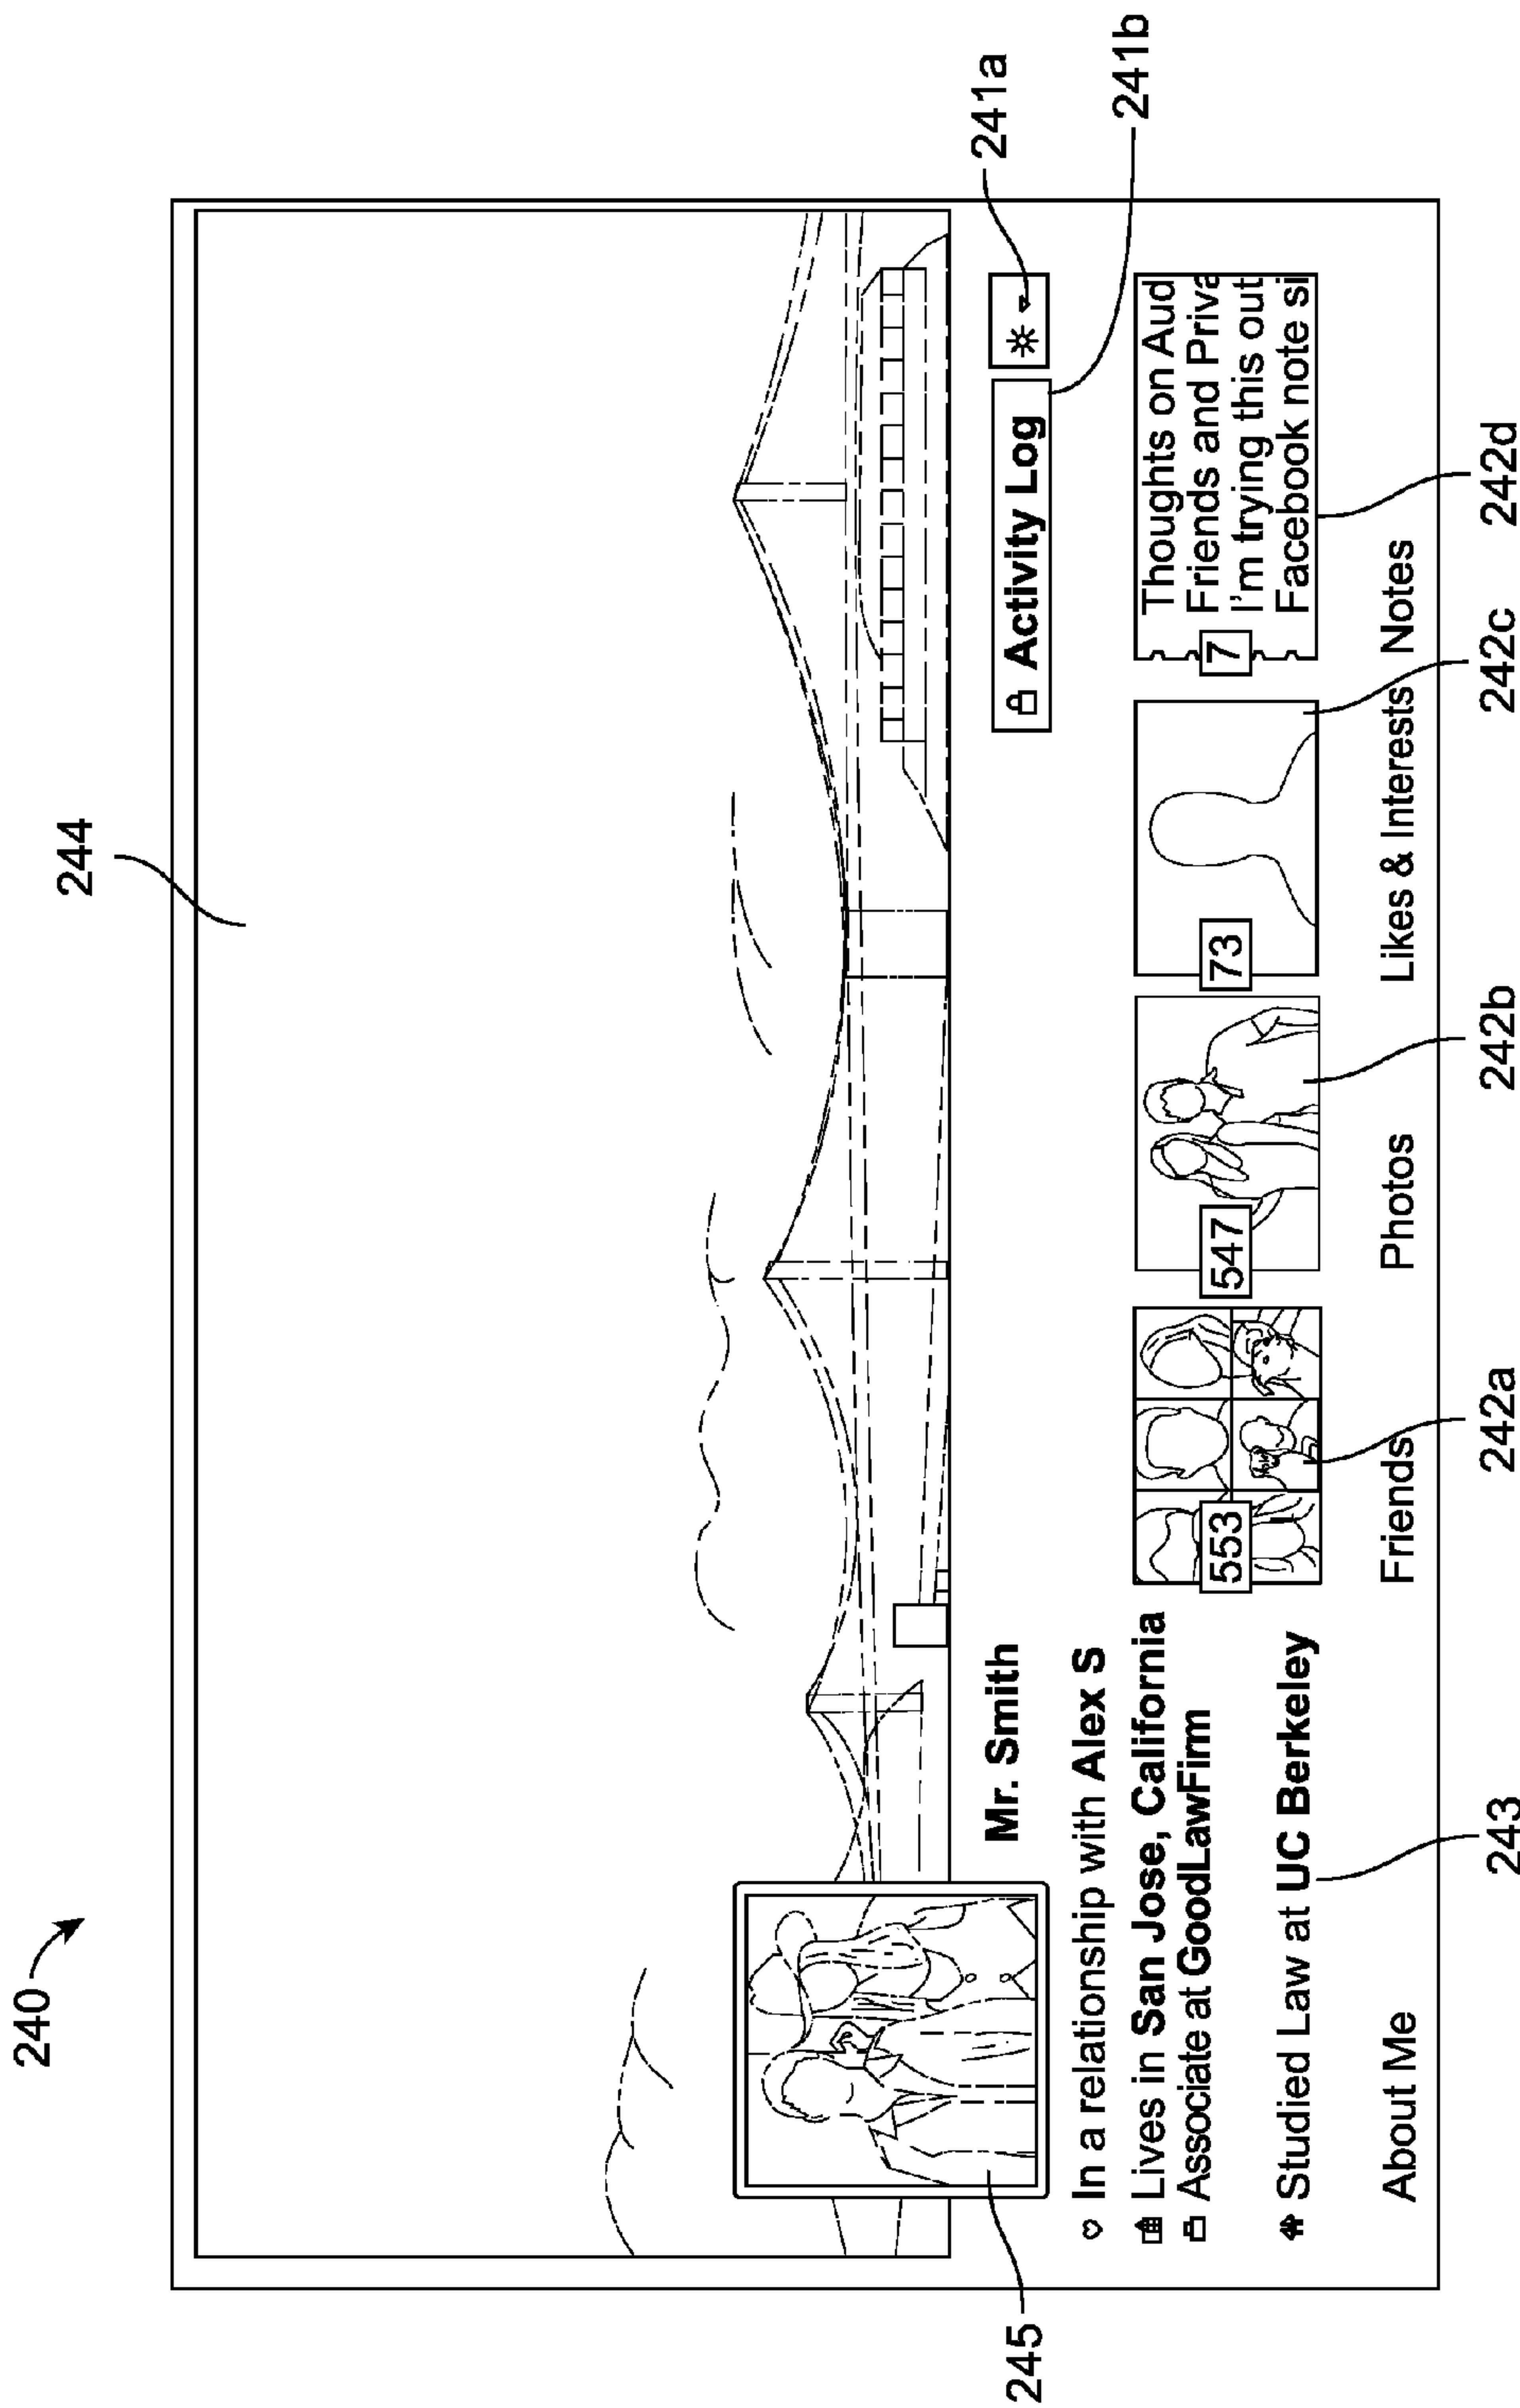 240
244
241a
241b
Activity Log
Mr. Smith
245
In a relationship with Alex S
Lives in San Jose, California
Associate at GoodLawFirm
Studied Law at UC Berkeley
About Me
243
553
Friends
242a
547
Photos
242b
73
Likes & Interests
242c
7
Thoughts on Aud
Friends and Priva
I'm trying this out
Facebook note si
Notes
242d